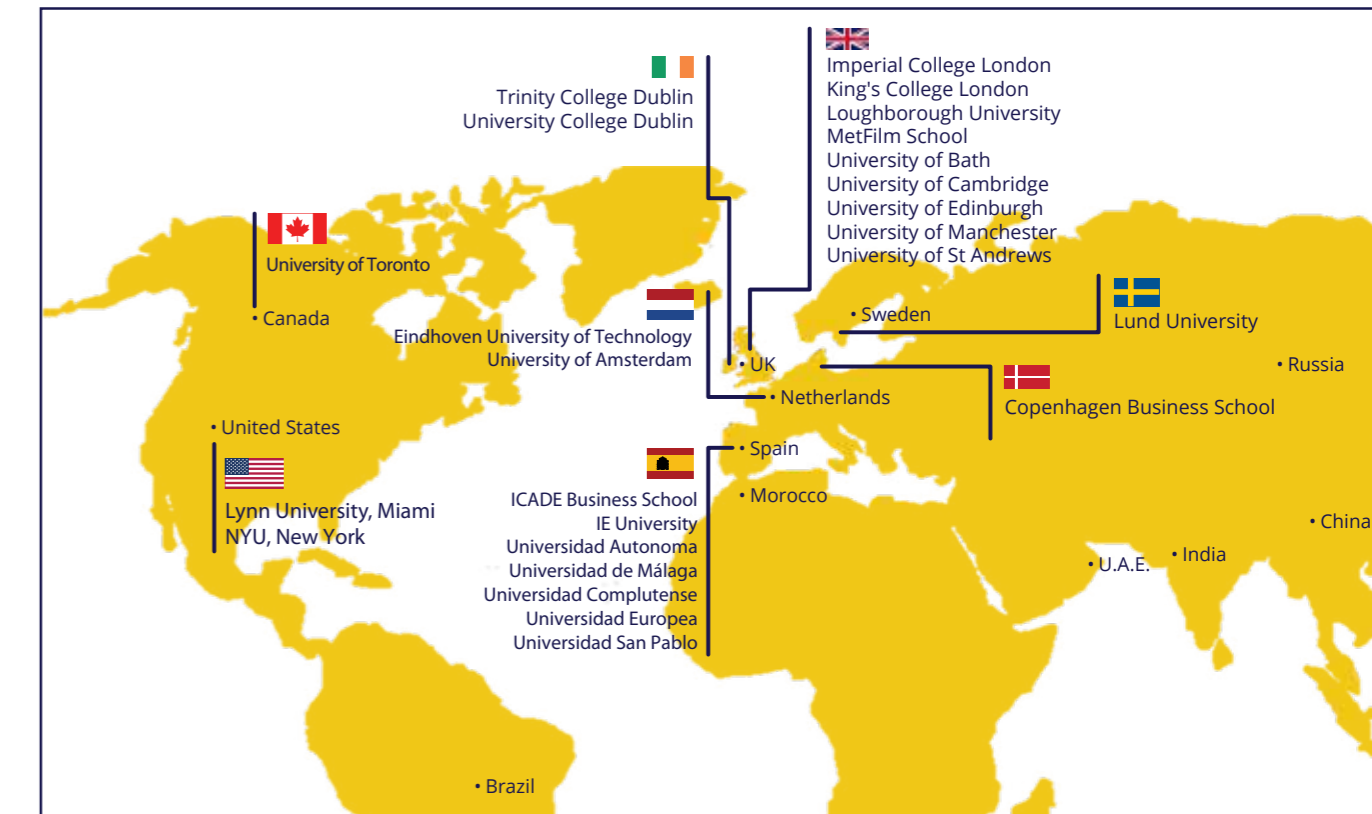 Trinity College Dublin
University College Dublin
Imperial College London
King's College London
Loughborough University
MetFilm School
University of Bath
University of Cambridge
University of Edinburgh
University of Manchester
University of St Andrews
University of Toronto
• Canada
Eindhoven University of Technology
University of Amsterdam
• Sweden
Lund University
• UK
• Russia
• Netherlands
Copenhagen Business School
• United States
Lynn University, Miami
NYU, New York
• Spain
ICADE Business School
IE University
Universidad Autonoma
Universidad de Málaga
Universidad Complutense
Universidad Europea
Universidad San Pablo
• Morocco
• China
• U.A.E.
• India
• Brazil